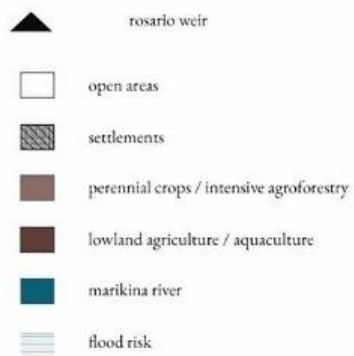 rosario weir
open areas
settlements
perennial crops / intensive agroforestry
lowland agriculture / aquaculture
marikina river
flood risk